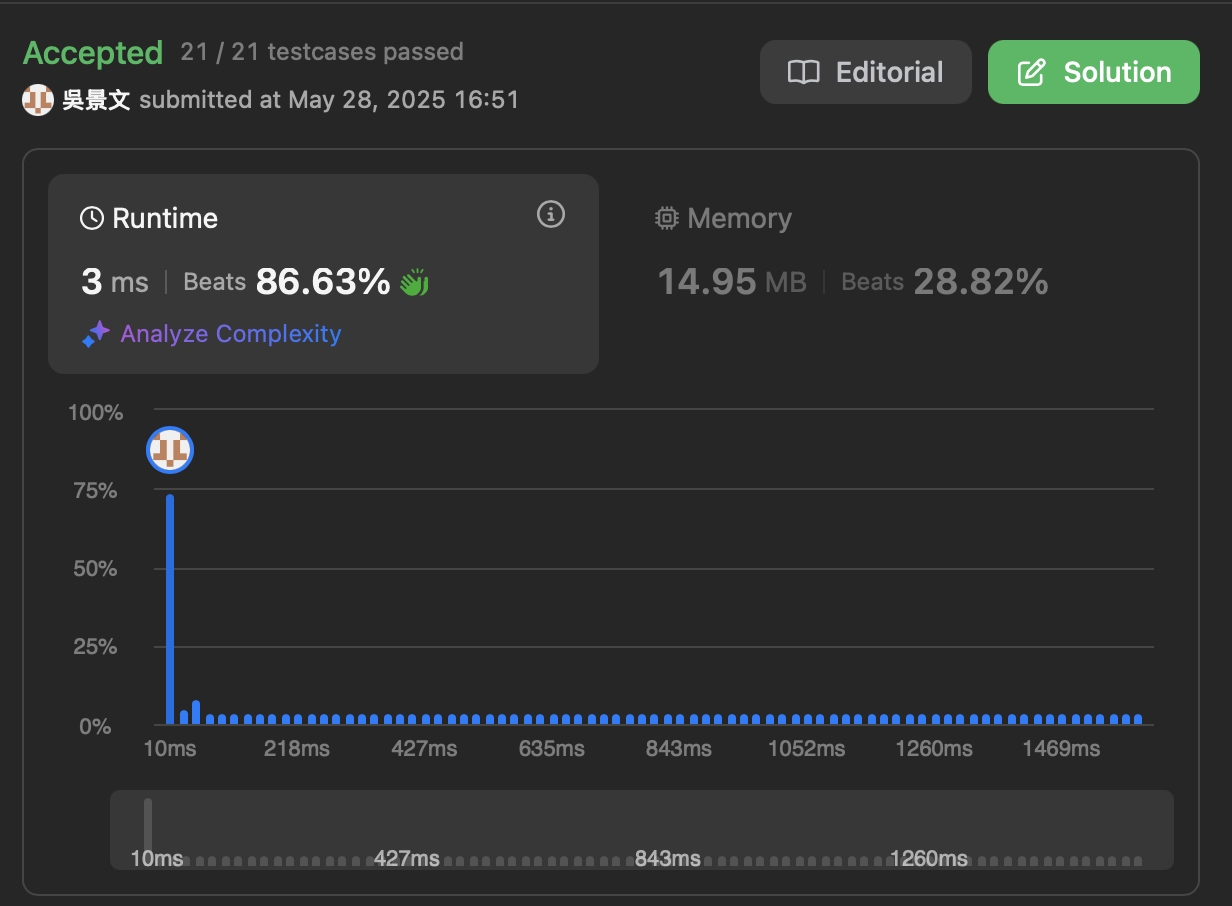 Accepted 21 / 21 testcases passed
吳景文 submitted at May 28, 2025 16:51
Editorial
Solution
Runtime
3 ms | Beats 86.63%
Analyze Complexity
Memory
14.95 MB | Beats 28.82%
100%
75%
50%
25%
0%
10ms 218ms 427ms 635ms 843ms 1052ms 1260ms 1469ms
10ms 427ms 843ms 1260ms